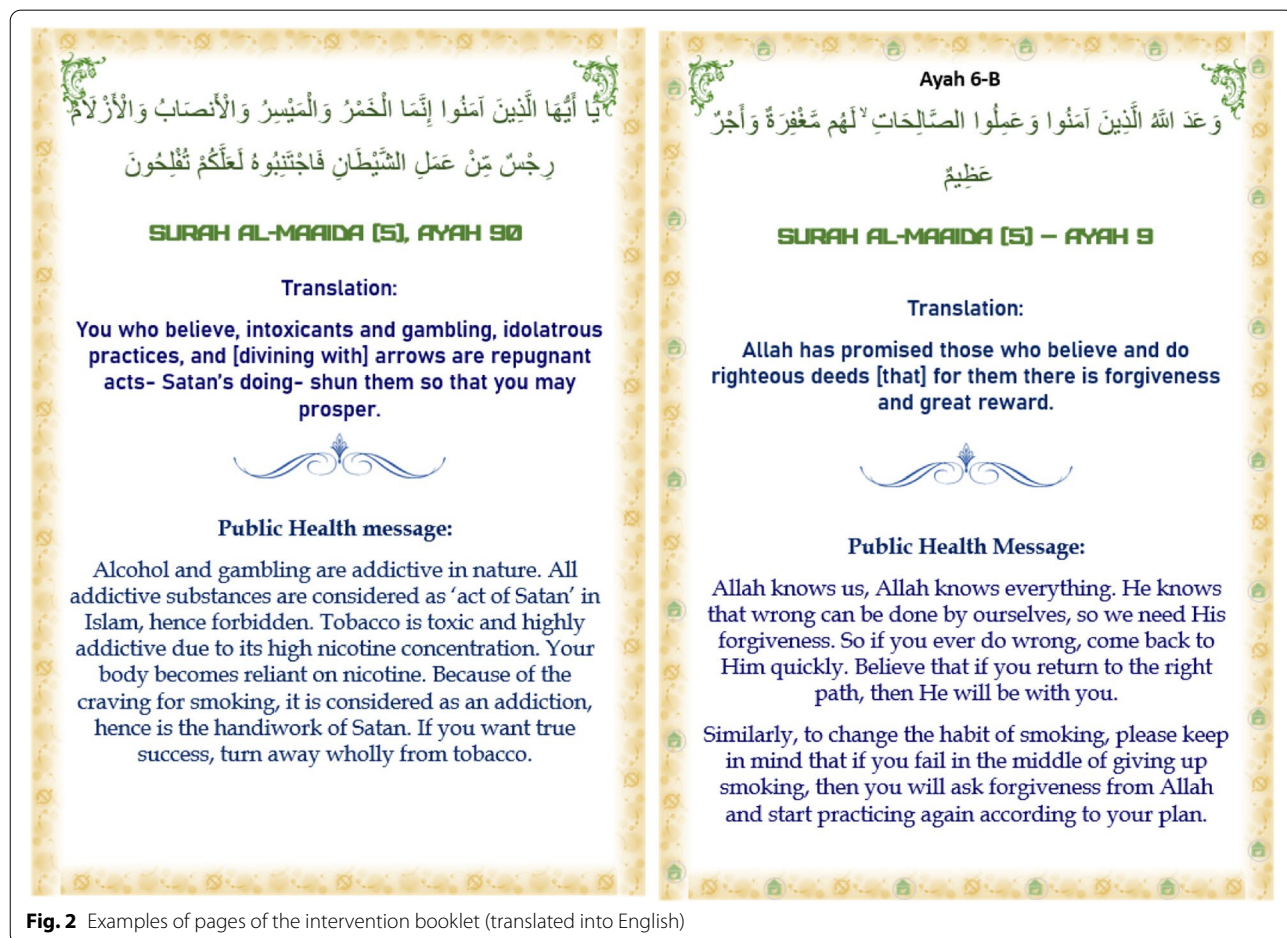 يَا أَيُّهَا الَّذِينَ آمَنُوا إِنَّمَا الْخَمْرُ وَالْمَيْسِرُ وَالْأَنصَابُ وَالْأَزْلَامُ
رِجْسٌ مِّنْ عَمَلِ الشَّيْطَانِ فَاجْتَنِبُوهُ لَعَلَّكُمْ تُفْلِحُونَ
SURAH AL-MAAIDA (5), AYAH 90
Translation:
You who believe, intoxicants and gambling, idolatrous
practices, and [divining with] arrows are repugnant
acts- Satan's doing- shun them so that you may
prosper.
Public Health message:
Alcohol and gambling are addictive in nature. All
addictive substances are considered as ‘act of Satan’ in
Islam, hence forbidden. Tobacco is toxic and highly
addictive due to its high nicotine concentration. Your
body becomes reliant on nicotine. Because of the
craving for smoking, it is considered as an addiction,
hence is the handiwork of Satan. If you want true
success, turn away wholly from tobacco.
Ayah 6-B
وَعَدَ اللَّهُ الَّذِينَ آمَنُوا وَعَمِلُوا الصَّالِحَاتِ ۙ لَهُم مَّغْفِرَةٌ وَأَجْرٌ
عَظِيمٌ
SURAH AL-MAAIDA (5) – AYAH 9
Translation:
Allah has promised those who believe and do
righteous deeds [that] for them there is forgiveness
and great reward.
Public Health Message:
Allah knows us, Allah knows everything. He knows
that wrong can be done by ourselves, so we need His
forgiveness. So if you ever do wrong, come back to
Him quickly. Believe that if you return to the right
path, then He will be with you.
Similarly, to change the habit of smoking, please keep
in mind that if you fail in the middle of giving up
smoking, then you will ask forgiveness from Allah
and start practicing again according to your plan.
Fig. 2 Examples of pages of the intervention booklet (translated into English)